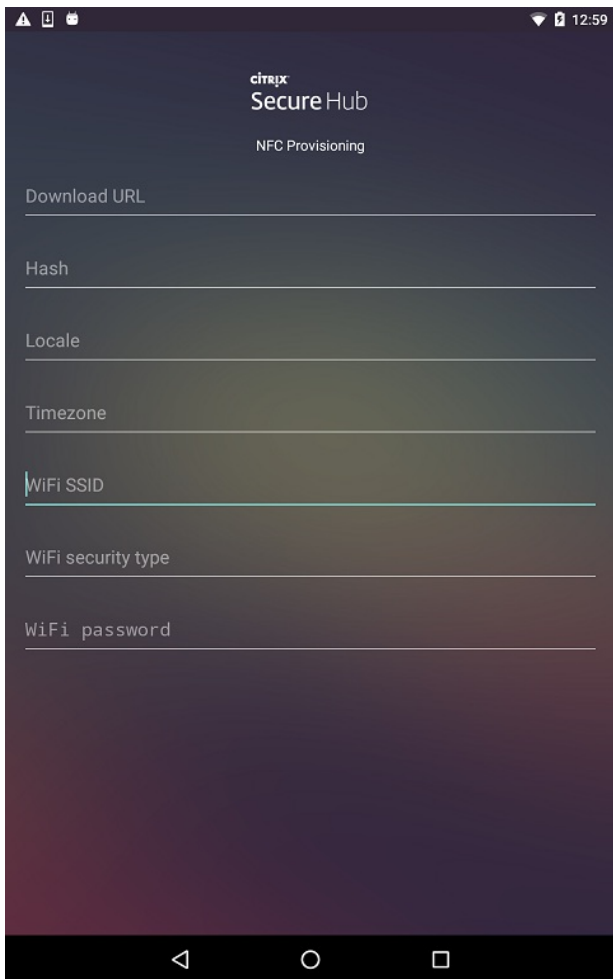 12:59
citrix
Secure Hub
NFC Provisioning
Download URL
Hash
Locale
Timezone
WiFi SSID
WiFi security type
WiFi password